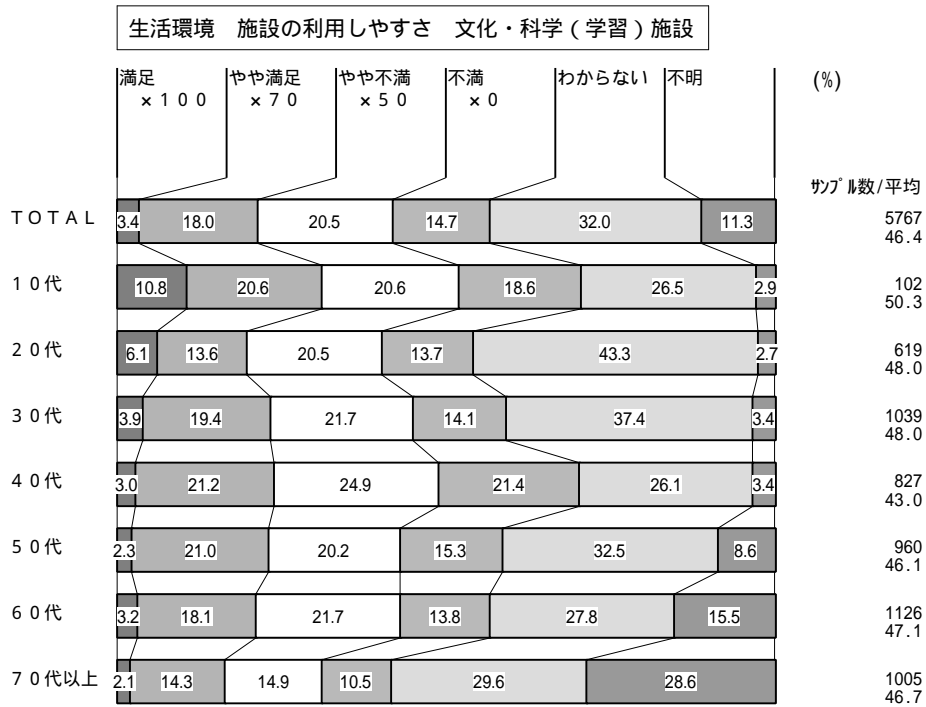 生活環境　施設の利用しやすさ　文化・科学（学習）施設
満足 やや満足 やや不満 不満 わからない 不明 (%)
×１００ ×７０ ×５０ ×０
ｻﾝﾌﾟﾙ数/平均
ＴＯＴＡＬ 3.4 18.0 20.5 14.7 32.0 11.3 5767
46.4
１０代 10.8 20.6 20.6 18.6 26.5 2.9 102
50.3
２０代 6.1 13.6 20.5 13.7 43.3 2.7 619
48.0
３０代 3.9 19.4 21.7 14.1 37.4 3.4 1039
48.0
４０代 3.0 21.2 24.9 21.4 26.1 3.4 827
43.0
５０代 2.3 21.0 20.2 15.3 32.5 8.6 960
46.1
６０代 3.2 18.1 21.7 13.8 27.8 15.5 1126
47.1
７０代以上 2.1 14.3 14.9 10.5 29.6 28.6 1005
46.7